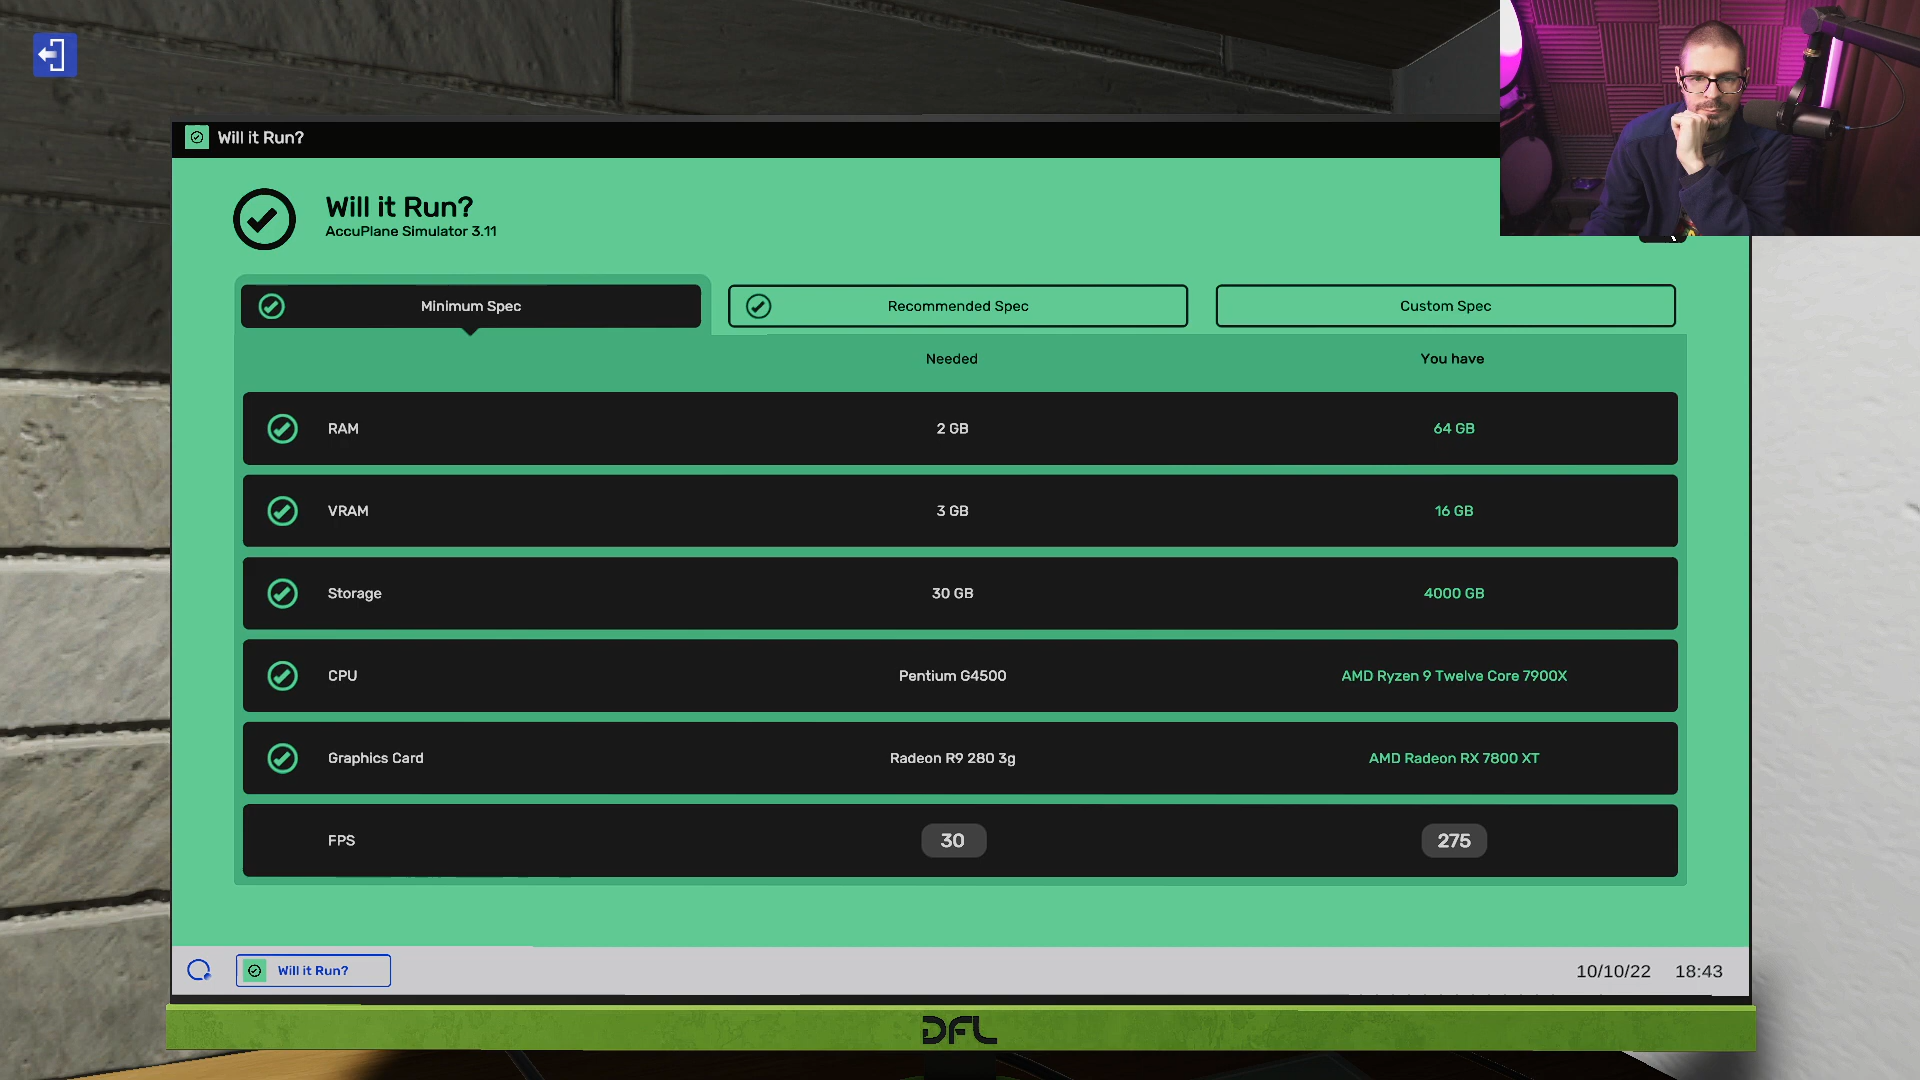 Will it Run?
Will it Run?
AccuPlane Simulator 3.11
Minimum Spec
Recommended Spec
Custom Spec
Needed
You have
RAM
2 GB
64 GB
VRAM
3 GB
16 GB
Storage
30 GB
4000 GB
CPU
Pentium G4500
AMD Ryzen 9 Twelve Core 7900X
Graphics Card
Radeon R9 280 3g
AMD Radeon RX 7800 XT
FPS
30
275
Will it Run?
10/10/22
18:43
DFL